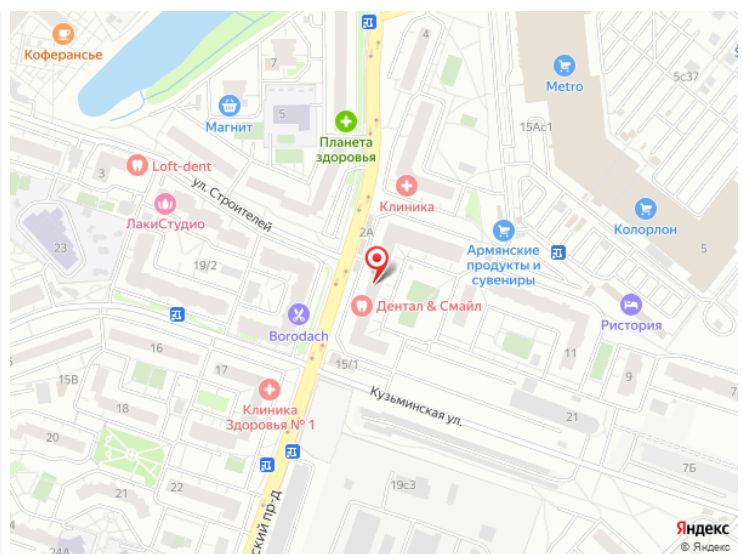 4
Коферансье
7
Metro
5с37
5
Магнит
Планета
здоровья
15Ас1
3
Loft-dent
ул. Строителей
Клиника
ЛакиСтудио
2А
Колорлон
23
Армянские
продукты и
сувениры
5
19/2
Дентал & Смайл
Ристория
Borodach
16
15/1
11
9
15В
17
7
Клиника
Здоровья № 1
Кузьминская ул.
18
21
20
7Б
21
22
19с3
ский пр-д
24А
Яндекс
© Яндекс